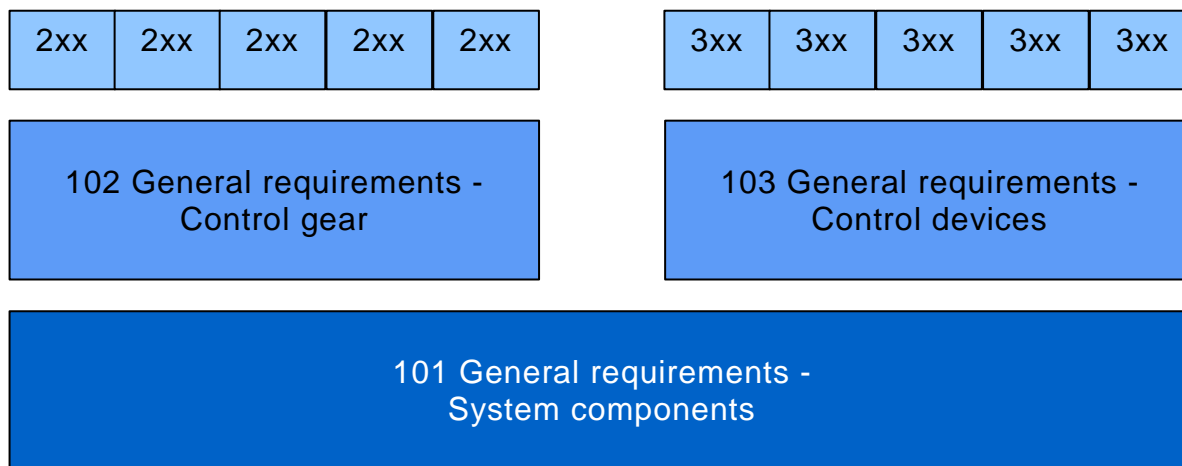 2xx 2xx 2xx 2xx 2xx 3xx 3xx 3xx 3xx 3xx
102 General requirements -
Control gear
103 General requirements -
Control devices
101 General requirements -
System components